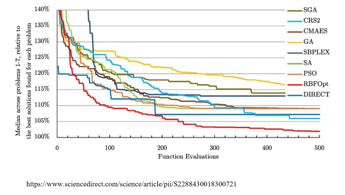 140%
135%
130%
125%
120%
115%
110%
105%
100%
Median across problems 1-7, relative to
the best solutions found for each problem
0
100
200
300
400
500
Function Evaluations
SGA
CRS2
CMAES
GA
SBPLEX
SA
PSO
RBFOpt
DIRECT
https://www.sciencedirect.com/science/article/pii/S2288430018300721